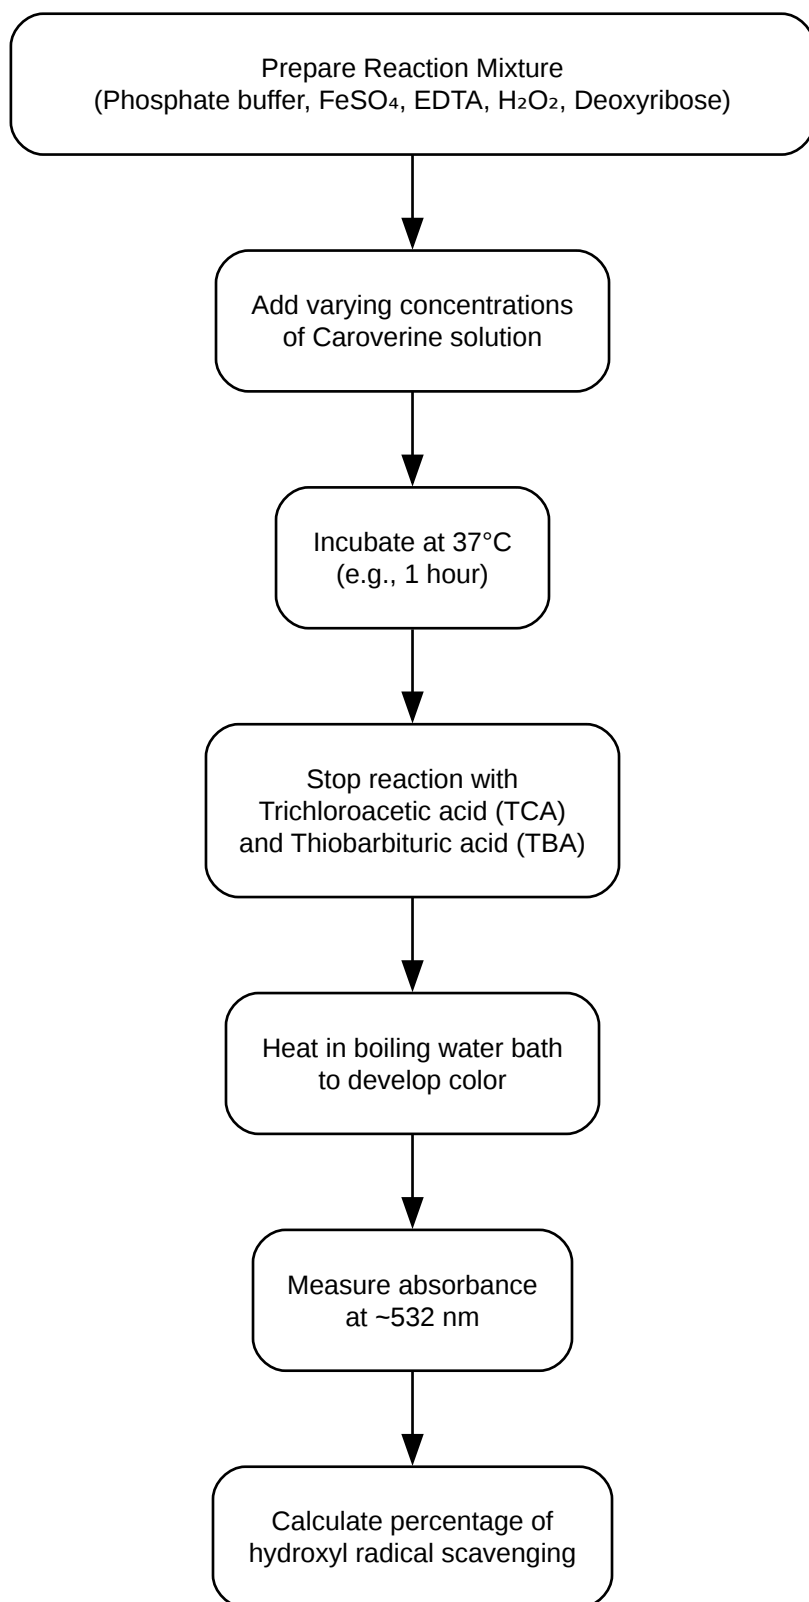 Prepare Reaction Mixture
(Phosphate buffer, FeSO₄, EDTA, H₂O₂, Deoxyribose)
Add varying concentrations
of Caroverine solution
Incubate at 37°C
(e.g., 1 hour)
Stop reaction with
Trichloroacetic acid (TCA)
and Thiobarbituric acid (TBA)
Heat in boiling water bath
to develop color
Measure absorbance
at ~532 nm
Calculate percentage of
hydroxyl radical scavenging